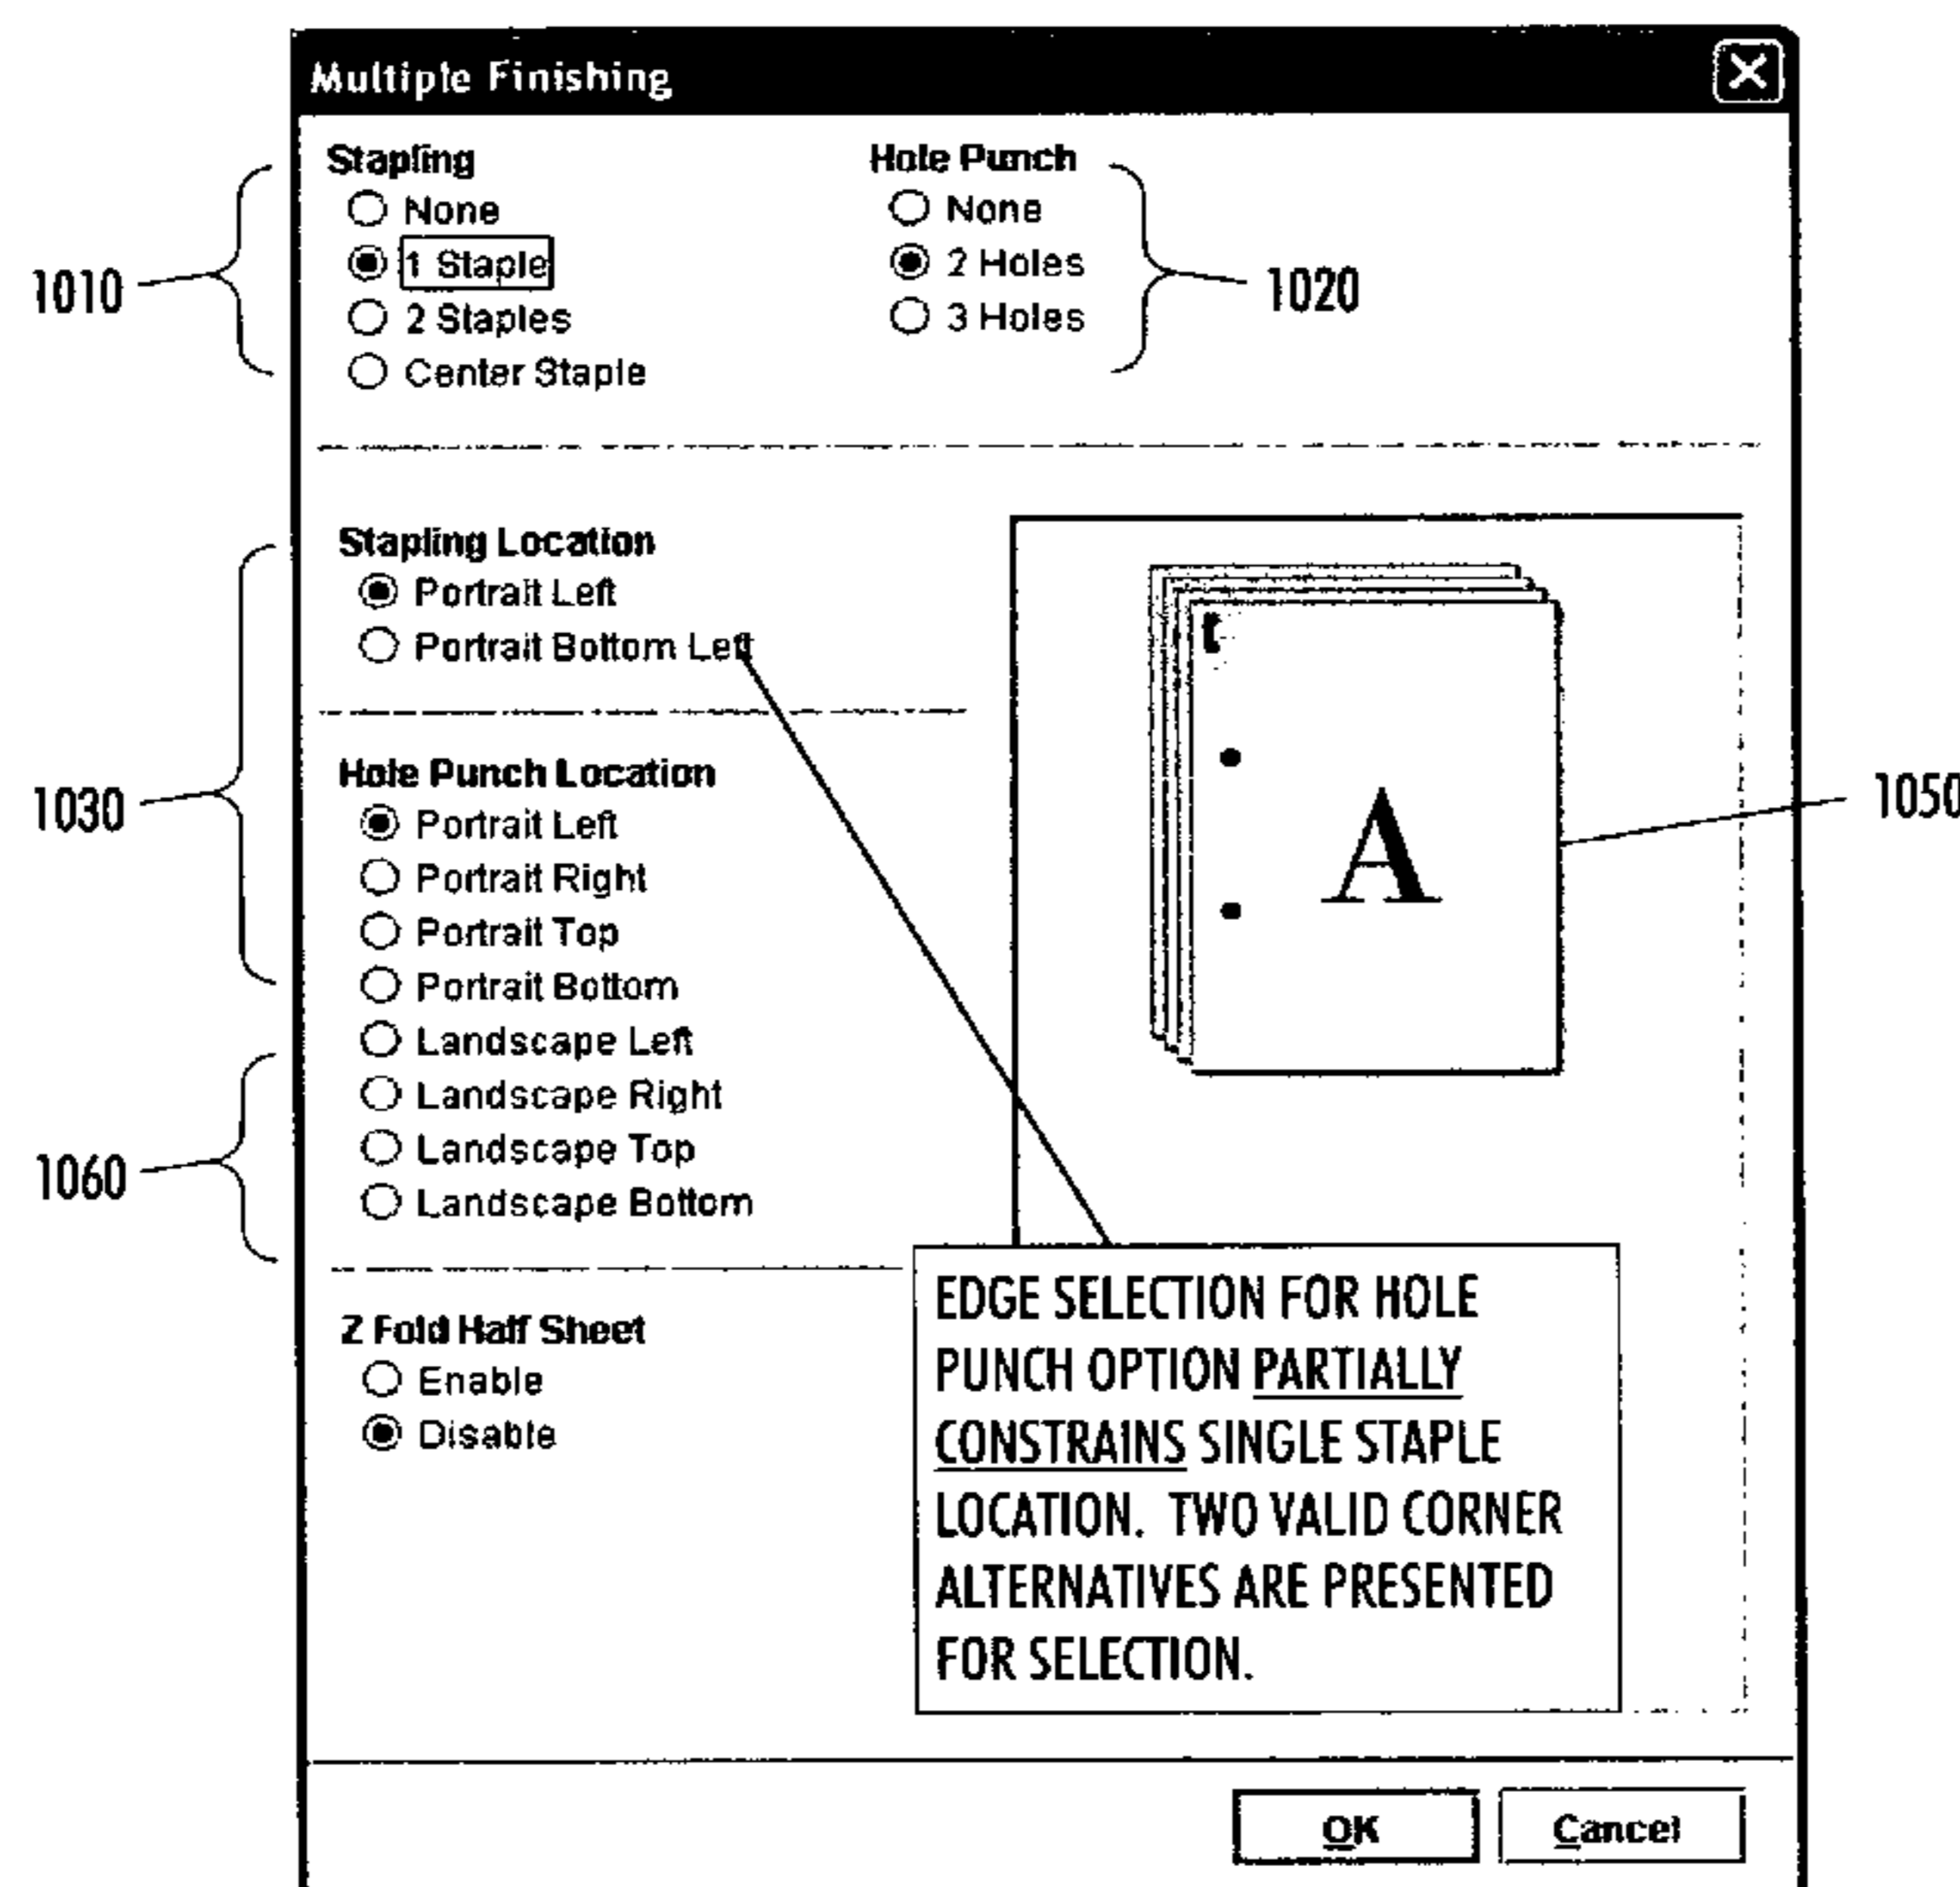 Multiple Finishing
Stapling
None
1 Staple
2 Staples
Center Staple
Hole Punch
None
2 Holes
3 Holes
1010
1020
Stapling Location
Portrait Left
Portrait Bottom Left
Hole Punch Location
Portrait Left
Portrait Right
Portrait Top
Portrait Bottom
Landscape Left
Landscape Right
Landscape Top
Landscape Bottom
1030
1060
A
1050
Z Fold Half Sheet
Enable
Disable
EDGE SELECTION FOR HOLE
PUNCH OPTION PARTIALLY
CONSTRAINS SINGLE STAPLE
LOCATION. TWO VALID CORNER
ALTERNATIVES ARE PRESENTED
FOR SELECTION.
OK
Cancel